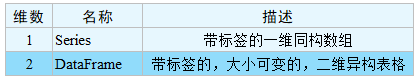 维数 名称 描述
1 Series 带标签的一维同构数组
2 DataFrame 带标签的，大小可变的，二维异构表格